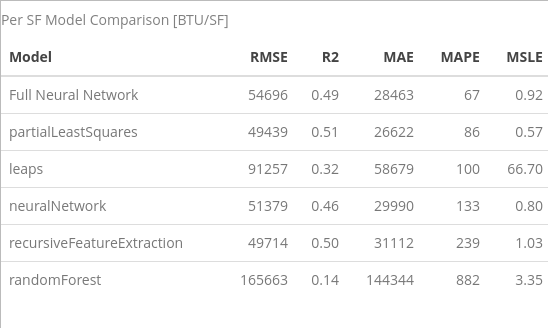 Per SF Model Comparison [BTU/SF]
Model RMSE R2 MAE MAPE MSLE
Full Neural Network 54696 0.49 28463 67 0.92
partialLeastSquares 49439 0.51 26622 86 0.57
leaps 91257 0.32 58679 100 66.70
neuralNetwork 51379 0.46 29990 133 0.80
recursiveFeatureExtraction 49714 0.50 31112 239 1.03
randomForest 165663 0.14 144344 882 3.35